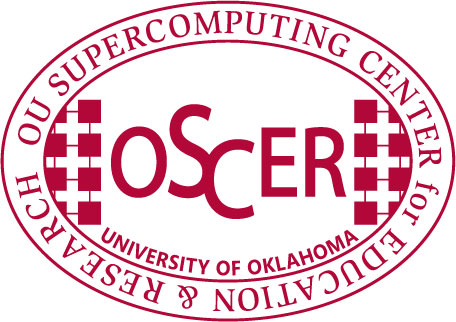 OU SUPERCOMPUTING CENTER for EDUCATION & RESEARCH
OSCER
UNIVERSITY OF OKLAHOMA